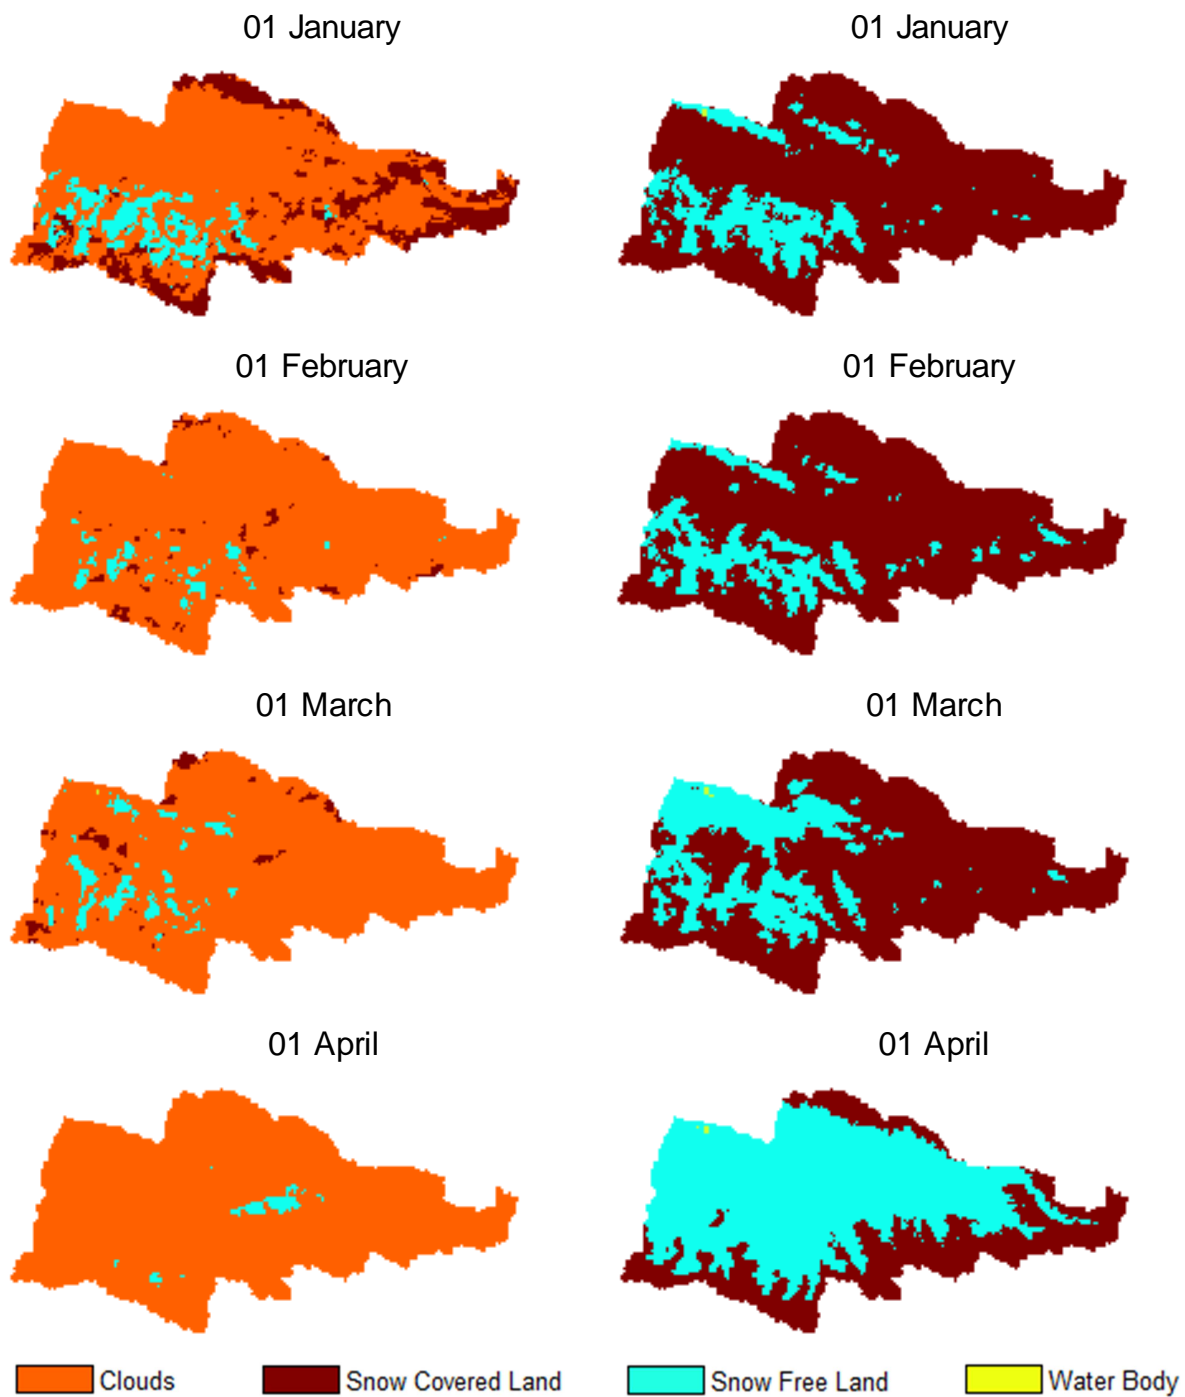 01 January 01 January
01 February 01 February
01 March 01 March
01 April 01 April
Clouds Snow Covered Land Snow Free Land Water Body